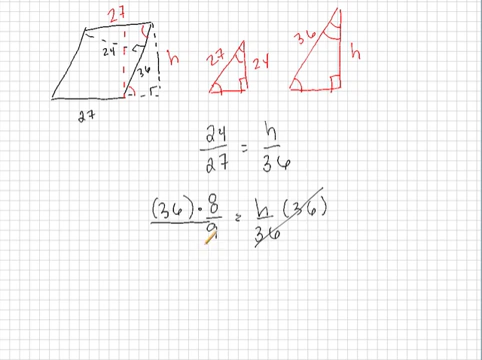 27
24
36
h
27
27
24
36
h
24/27 = h/36
(36) · 8/9 = h/36 (36)